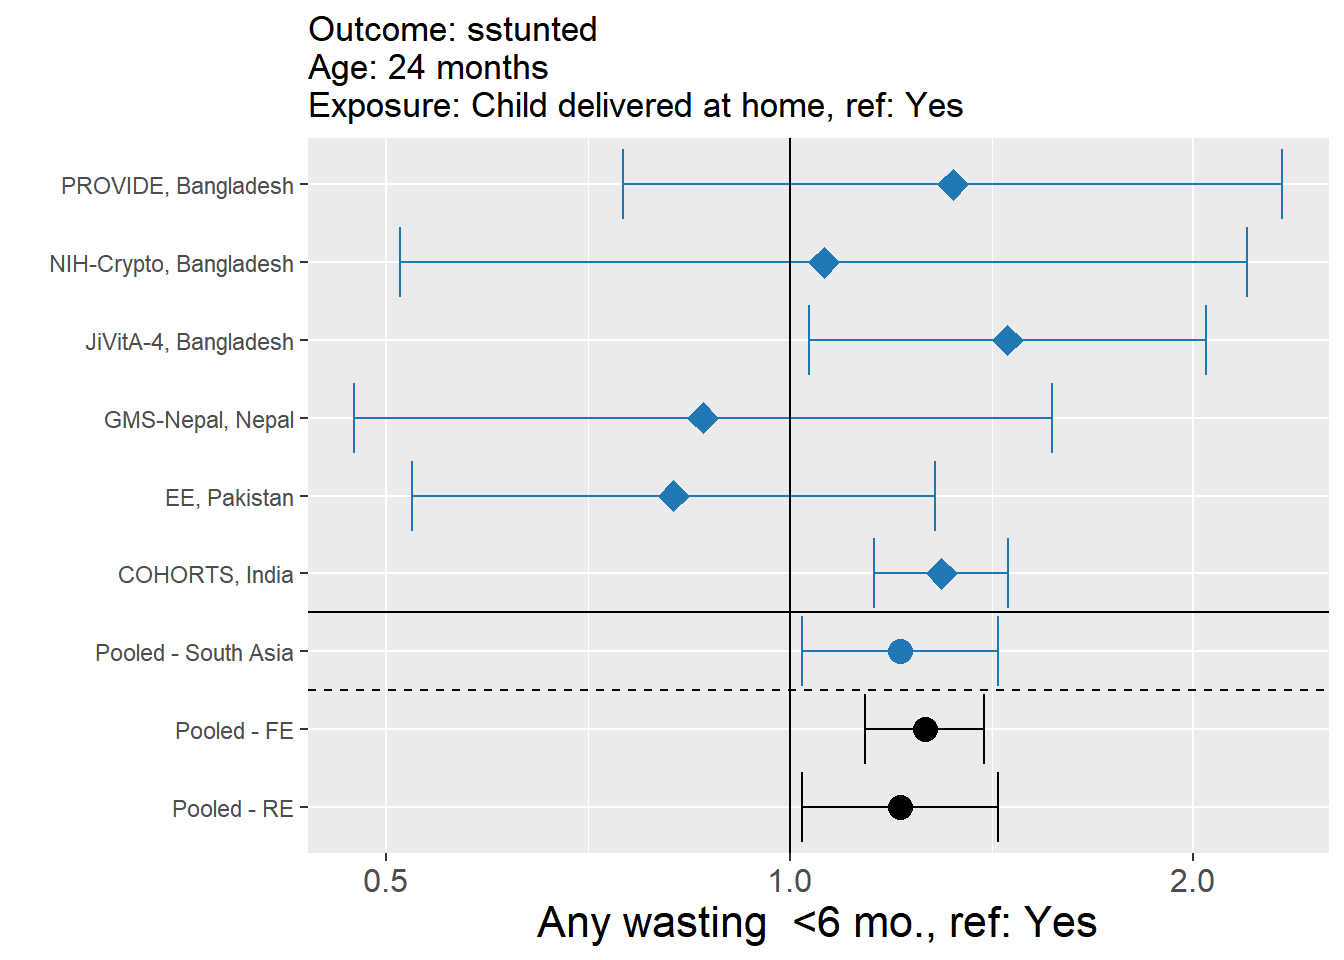 Outcome: sstunted
Age: 24 months
Exposure: Child delivered at home, ref: Yes
PROVIDE, Bangladesh
NIH-Crypto, Bangladesh
JiVitA-4, Bangladesh
GMS-Nepal, Nepal
EE, Pakistan
COHORTS, India
Pooled - South Asia
Pooled - FE
Pooled - RE
0.5 1.0 2.0
Any wasting  <6 mo., ref: Yes